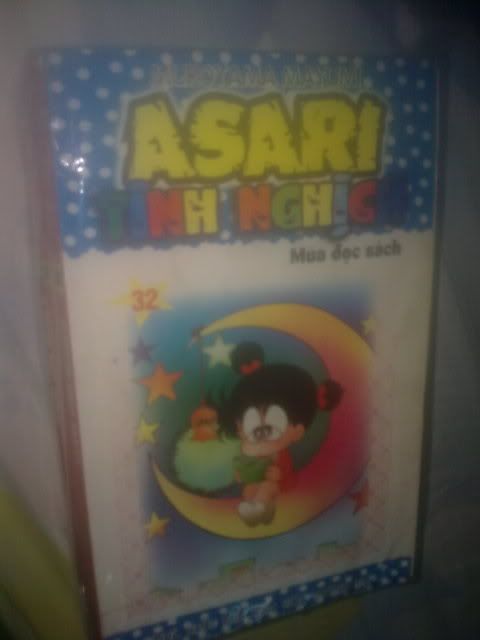 MUROYAMA MAYUMI
ASARI
TINH NGHỊCH
Mùa đọc sách
32